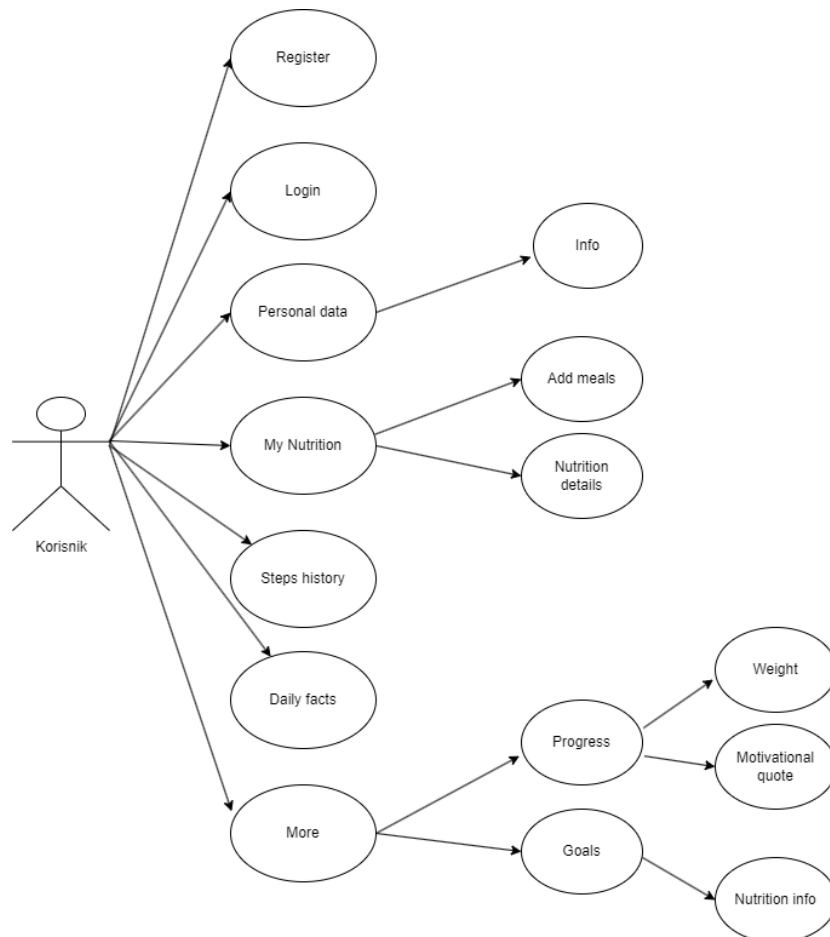 Register
Login
Info
Personal data
Add meals
My Nutrition
Nutrition
details
Korisnik
Steps history
Weight
Daily facts
Progress
Motivational
quote
More
Goals
Nutrition info